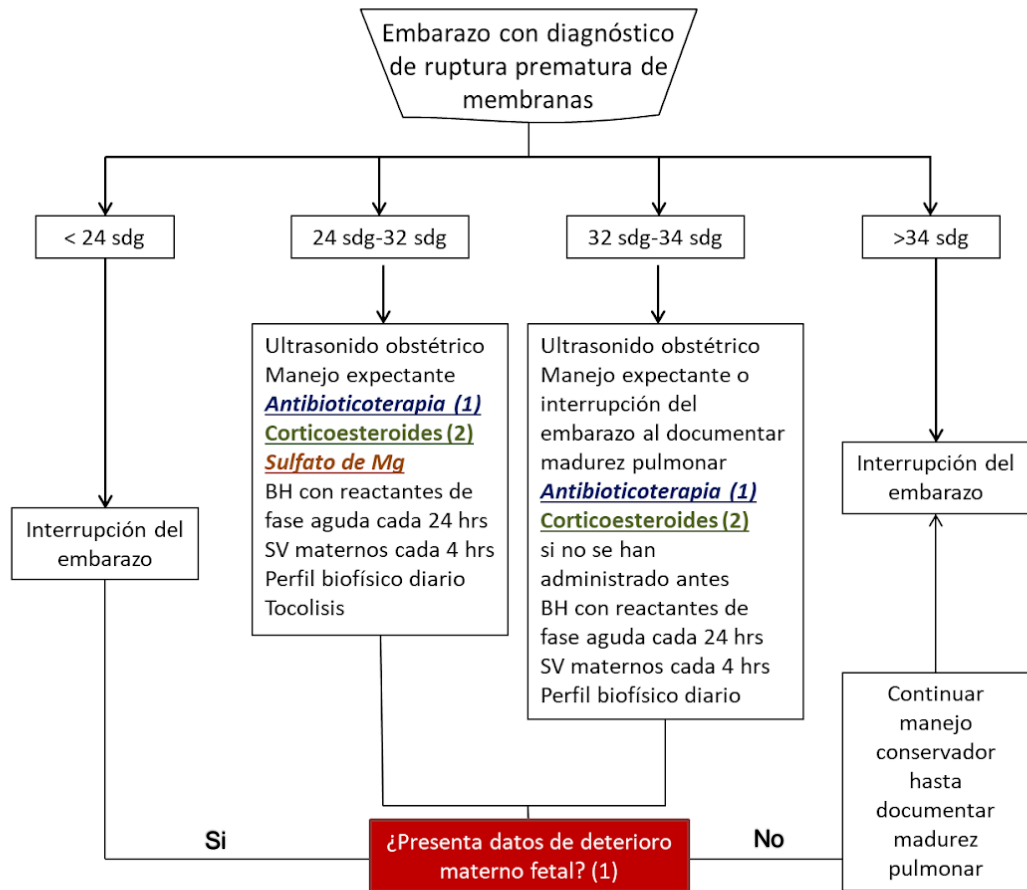 Embarazo con diagnóstico
de ruptura prematura de
membranas
< 24 sdg
24 sdg-32 sdg
32 sdg-34 sdg
>34 sdg
Interrupción del
embarazo
Ultrasonido obstétrico
Manejo expectante
Antibioticoterapia (1)
Corticoesteroides (2)
Sulfato de Mg
BH con reactantes de
fase aguda cada 24 hrs
SV maternos cada 4 hrs
Perfil biofísico diario
Tocolisis
Ultrasonido obstétrico
Manejo expectante o
interrupción del
embarazo al documentar
madurez pulmonar
Antibioticoterapia (1)
Corticoesteroides (2)
si no se han
administrado antes
BH con reactantes de
fase aguda cada 24 hrs
SV maternos cada 4 hrs
Perfil biofísico diario
Interrupción del
embarazo
Continuar
manejo
conservador
hasta
documentar
madurez
pulmonar
Si
¿Presenta datos de deterioro
materno fetal? (1)
No